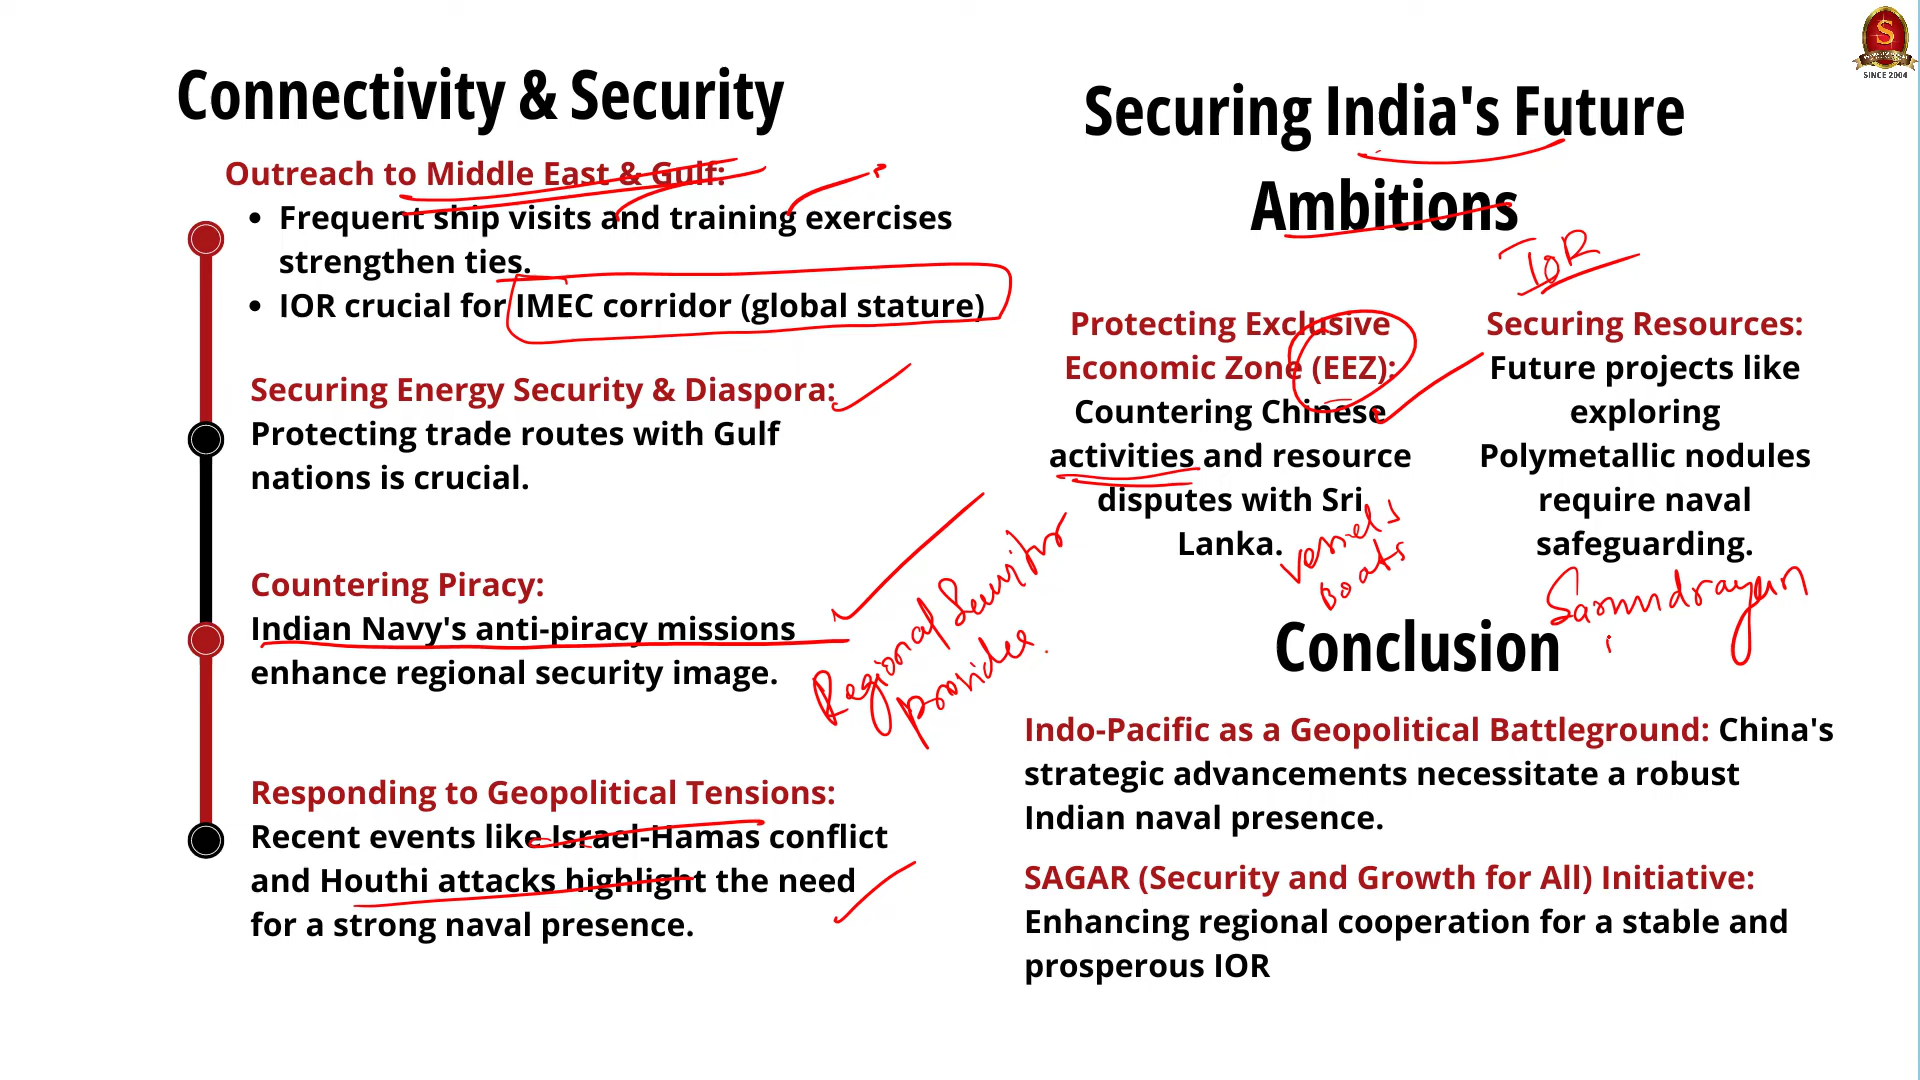 Connectivity & Security
Outreach to Middle East & Gulf:
• Frequent ship visits and training exercises
strengthen ties.
• IOR crucial for IMEC corridor (global stature)
Securing Energy Security & Diaspora:
Protecting trade routes with Gulf
nations is crucial.
Countering Piracy:
Indian Navy's anti-piracy missions
enhance regional security image.
Regional Security
provider.
Responding to Geopolitical Tensions:
Recent events like Israel-Hamas conflict
and Houthi attacks highlight the need
for a strong naval presence.
Securing India's Future
Ambitions
IOR
Protecting Exclusive
Economic Zone (EEZ):
Countering Chinese
activities and resource
disputes with Sri
Lanka.
vessels
Boats
Securing Resources:
Future projects like
exploring
Polymetallic nodules
require naval
safeguarding.
Samudrayan
Conclusion
Indo-Pacific as a Geopolitical Battleground: China's
strategic advancements necessitate a robust
Indian naval presence.
SAGAR (Security and Growth for All) Initiative:
Enhancing regional cooperation for a stable and
prosperous IOR
S
SINCE 2004